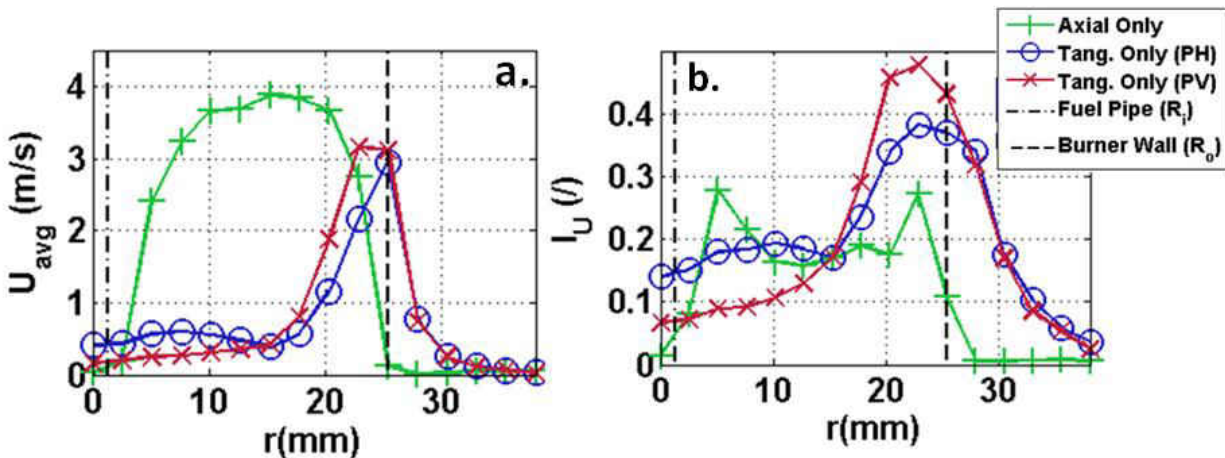 a.
4
3
2
1
0
U_avg (m/s)
0 10 20 30
r(mm)
b.
0.4
0.3
0.2
0.1
0
I_U (/)
0 10 20 30
r(mm)
Axial Only
Tang. Only (PH)
Tang. Only (PV)
Fuel Pipe (R_i)
Burner Wall (R_o)